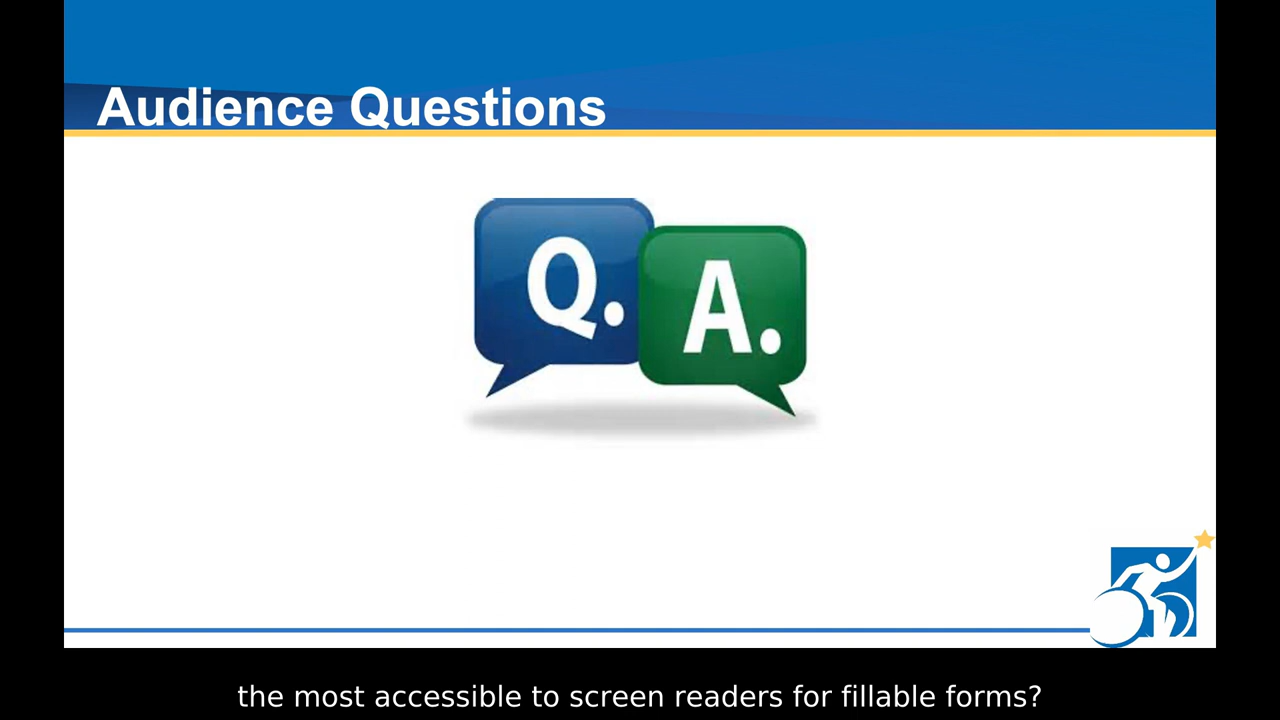 Audience Questions
Q.
A.
the most accessible to screen readers for fillable forms?